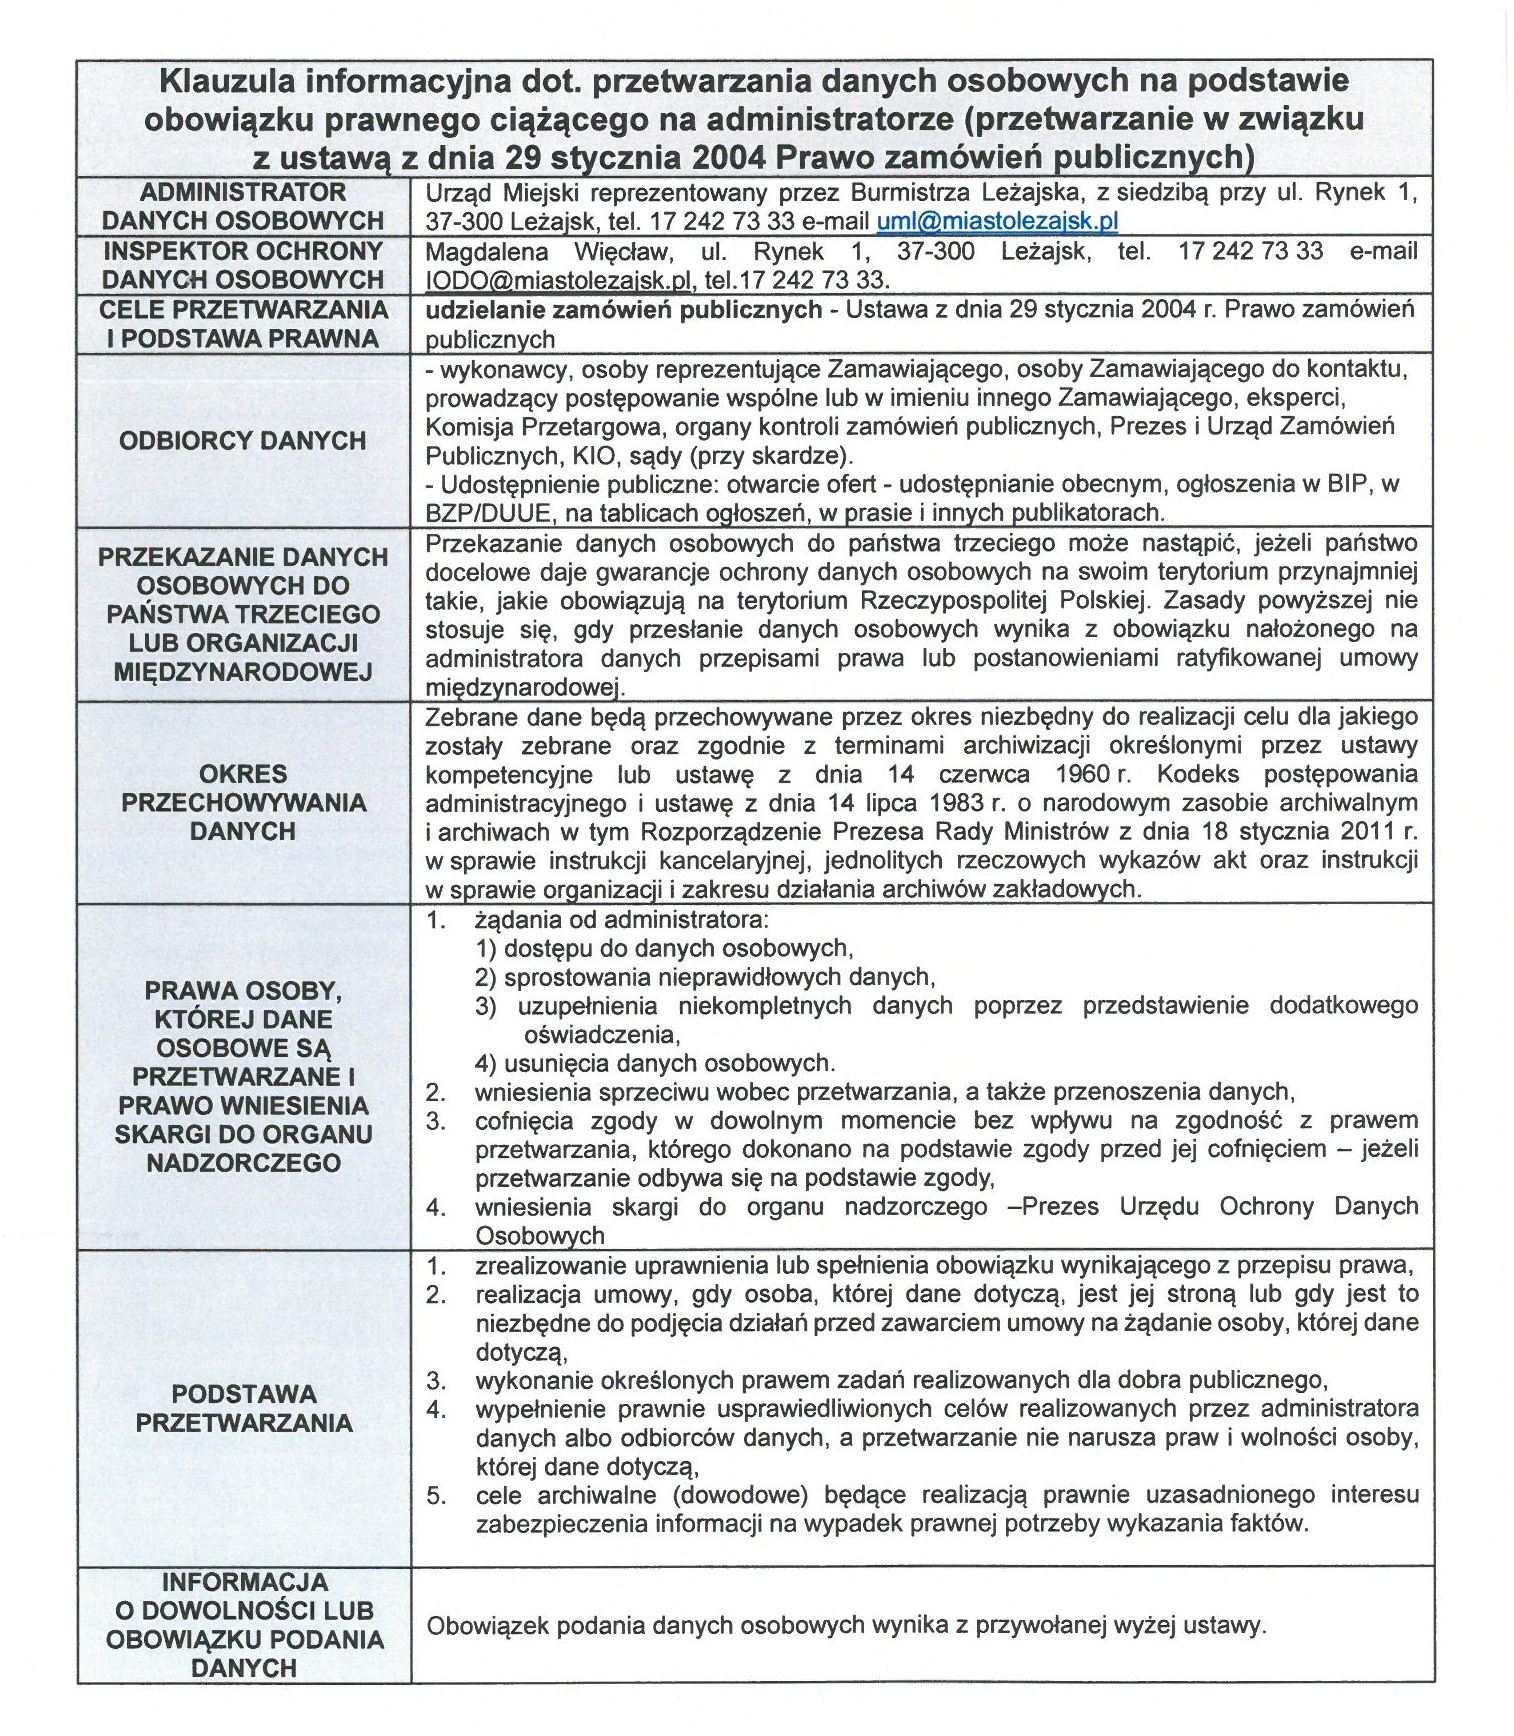 Klauzula informacyjna dot. przetwarzania danych osobowych na podstawie
obowiązku prawnego ciążącego na administratorze (przetwarzanie w związku
z ustawą z dnia 29 stycznia 2004 Prawo zamówień publicznych)
ADMINISTRATOR
DANYCH OSOBOWYCH
Urząd Miejski reprezentowany przez Burmistrza Leżajska, z siedzibą przy ul. Rynek 1,
37-300 Leżajsk, tel. 17 242 73 33 e-mail uml@miastolezajsk.pl
INSPEKTOR OCHRONY
DANYCH OSOBOWYCH
Magdalena Więcław, ul. Rynek 1, 37-300 Leżajsk, tel. 17 242 73 33 e-mail
IODO@miastolezajsk.pl, tel.17 242 73 33.
CELE PRZETWARZANIA
I PODSTAWA PRAWNA
udzielanie zamówień publicznych - Ustawa z dnia 29 stycznia 2004 r. Prawo zamówień
publicznych
ODBIORCY DANYCH
- wykonawcy, osoby reprezentujące Zamawiającego, osoby Zamawiającego do kontaktu,
prowadzący postępowanie wspólne lub w imieniu innego Zamawiającego, eksperci,
Komisja Przetargowa, organy kontroli zamówień publicznych, Prezes i Urząd Zamówień
Publicznych, KIO, sądy (przy skardze).
- Udostępnienie publiczne: otwarcie ofert - udostępnianie obecnym, ogłoszenia w BIP, w
BZP/DUUE, na tablicach ogłoszeń, w prasie i innych publikatorach.
PRZEKAZANIE DANYCH
OSOBOWYCH DO
PAŃSTWA TRZECIEGO
LUB ORGANIZACJI
MIĘDZYNARODOWEJ
Przekazanie danych osobowych do państwa trzeciego może nastąpić, jeżeli państwo
docelowe daje gwarancje ochrony danych osobowych na swoim terytorium przynajmniej
takie, jakie obowiązują na terytorium Rzeczypospolitej Polskiej. Zasady powyższej nie
stosuje się, gdy przesłanie danych osobowych wynika z obowiązku nałożonego na
administratora danych przepisami prawa lub postanowieniami ratyfikowanej umowy
międzynarodowej.
OKRES
PRZECHOWYWANIA
DANYCH
Zebrane dane będą przechowywane przez okres niezbędny do realizacji celu dla jakiego
zostały zebrane oraz zgodnie z terminami archiwizacji określonymi przez ustawy
kompetencyjne lub ustawę z dnia 14 czerwca 1960 r. Kodeks postępowania
administracyjnego i ustawę z dnia 14 lipca 1983 r. o narodowym zasobie archiwalnym
i archiwach w tym Rozporządzenie Prezesa Rady Ministrów z dnia 18 stycznia 2011 r.
w sprawie instrukcji kancelaryjnej, jednolitych rzeczowych wykazów akt oraz instrukcji
w sprawie organizacji i zakresu działania archiwów zakładowych.
PRAWA OSOBY,
KTÓREJ DANE
OSOBOWE SĄ
PRZETWARZANE I
PRAWO WNIESIENIA
SKARGI DO ORGANU
NADZORCZEGO
1. żądania od administratora:
1) dostępu do danych osobowych,
2) sprostowania nieprawidłowych danych,
3) uzupełnienia niekompletnych danych poprzez przedstawienie dodatkowego
oświadczenia,
4) usunięcia danych osobowych.
2. wniesienia sprzeciwu wobec przetwarzania, a także przenoszenia danych,
3. cofnięcia zgody w dowolnym momencie bez wpływu na zgodność z prawem
przetwarzania, którego dokonano na podstawie zgody przed jej cofnięciem – jeżeli
przetwarzanie odbywa się na podstawie zgody,
4. wniesienia skargi do organu nadzorczego –Prezes Urzędu Ochrony Danych
Osobowych
PODSTAWA
PRZETWARZANIA
1. zrealizowanie uprawnienia lub spełnienia obowiązku wynikającego z przepisu prawa,
2. realizacja umowy, gdy osoba, której dane dotyczą, jest jej stroną lub gdy jest to
niezbędne do podjęcia działań przed zawarciem umowy na żądanie osoby, której dane
dotyczą,
3. wykonanie określonych prawem zadań realizowanych dla dobra publicznego,
4. wypełnienie prawnie usprawiedliwionych celów realizowanych przez administratora
danych albo odbiorców danych, a przetwarzanie nie narusza praw i wolności osoby,
której dane dotyczą,
5. cele archiwalne (dowodowe) będące realizacją prawnie uzasadnionego interesu
zabezpieczenia informacji na wypadek prawnej potrzeby wykazania faktów.
INFORMACJA
O DOWOLNOŚCI LUB
OBOWIĄZKU PODANIA
DANYCH
Obowiązek podania danych osobowych wynika z przywołanej wyżej ustawy.